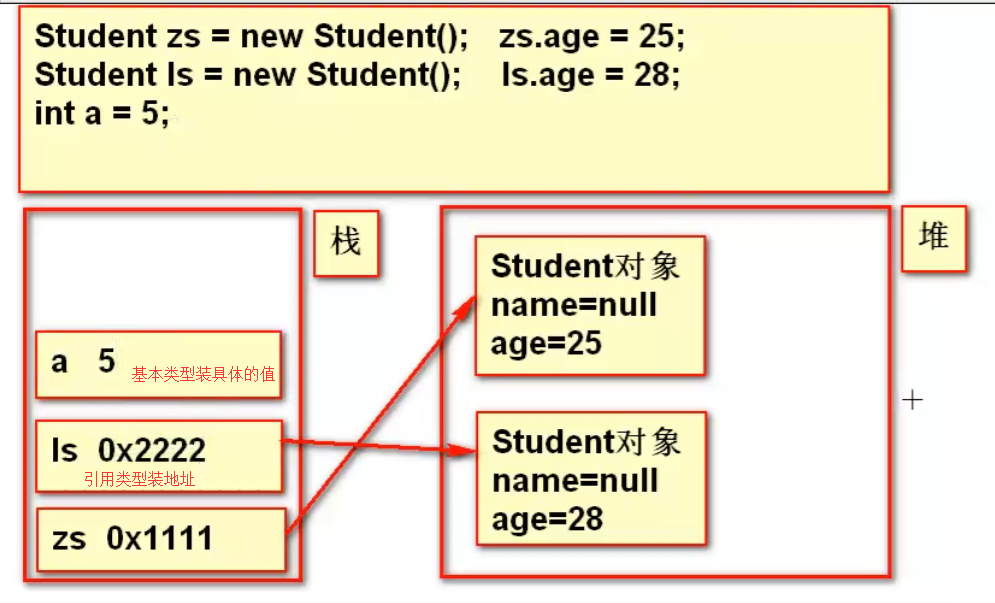 Student zs = new Student();   zs.age = 25;
Student ls = new Student();    ls.age = 28;
int a = 5;
栈
堆
a   5
基本类型装具体的值
ls  0x2222
引用类型装地址
zs  0x1111
Student对象
name=null
age=25
Student对象
name=null
age=28